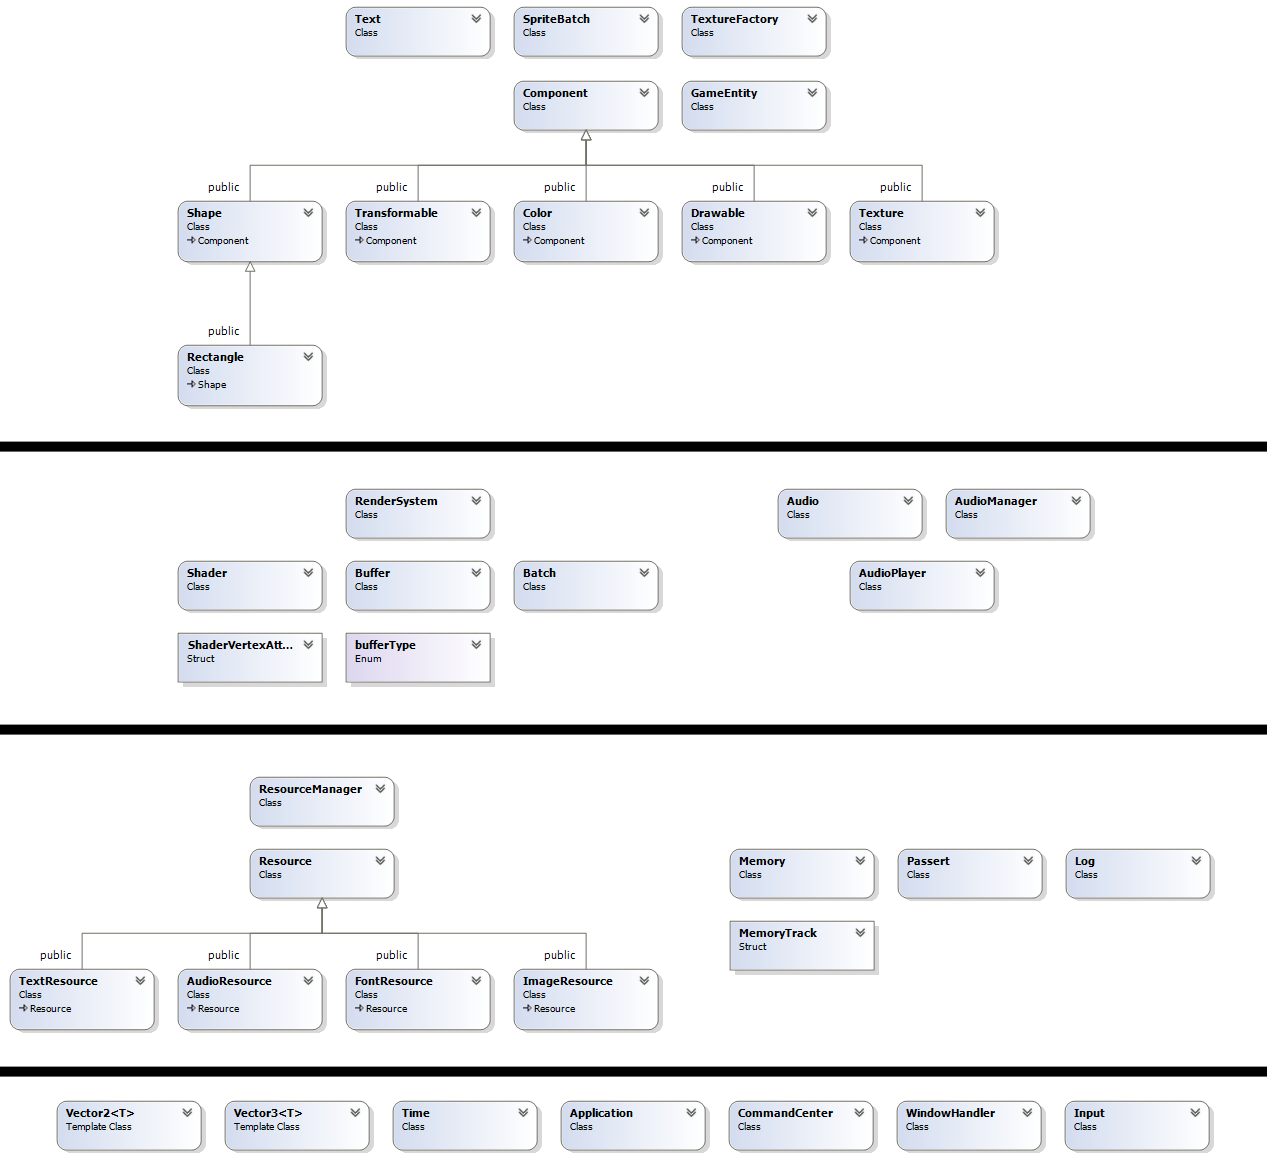 Text
Class
SpriteBatch
Class
TextureFactory
Class
Component
Class
GameEntity
Class
public
public
public
public
public
Shape
Class
Component
Transformable
Class
Component
Color
Class
Component
Drawable
Class
Component
Texture
Class
Component
public
Rectangle
Class
Shape
RenderSystem
Class
Audio
Class
AudioManager
Class
Shader
Class
Buffer
Class
Batch
Class
AudioPlayer
Class
ShaderVertexAtt...
Struct
bufferType
Enum
ResourceManager
Class
Resource
Class
Memory
Class
Passert
Class
Log
Class
MemoryTrack
Struct
public
public
public
public
TextResource
Class
Resource
AudioResource
Class
Resource
FontResource
Class
Resource
ImageResource
Class
Resource
Vector2<T>
Template Class
Vector3<T>
Template Class
Time
Class
Application
Class
CommandCenter
Class
WindowHandler
Class
Input
Class